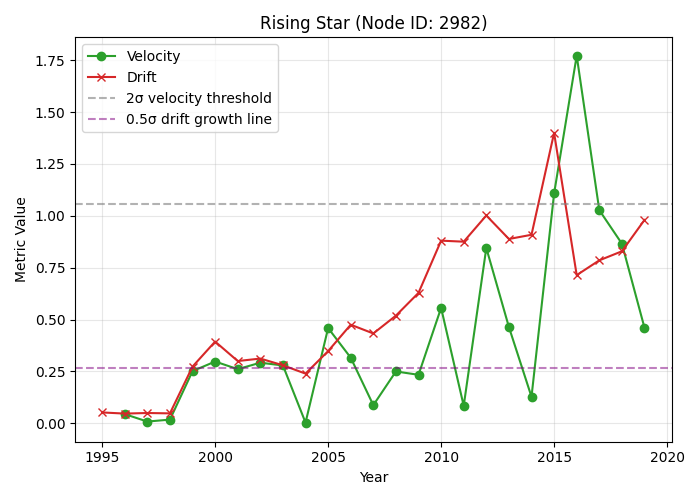 Rising Star (Node ID: 2982)
Velocity
Drift
2σ velocity threshold
0.5σ drift growth line
Metric Value
1.75
1.50
1.25
1.00
0.75
0.50
0.25
0.00
1995 2000 2005 2010 2015 2020
Year